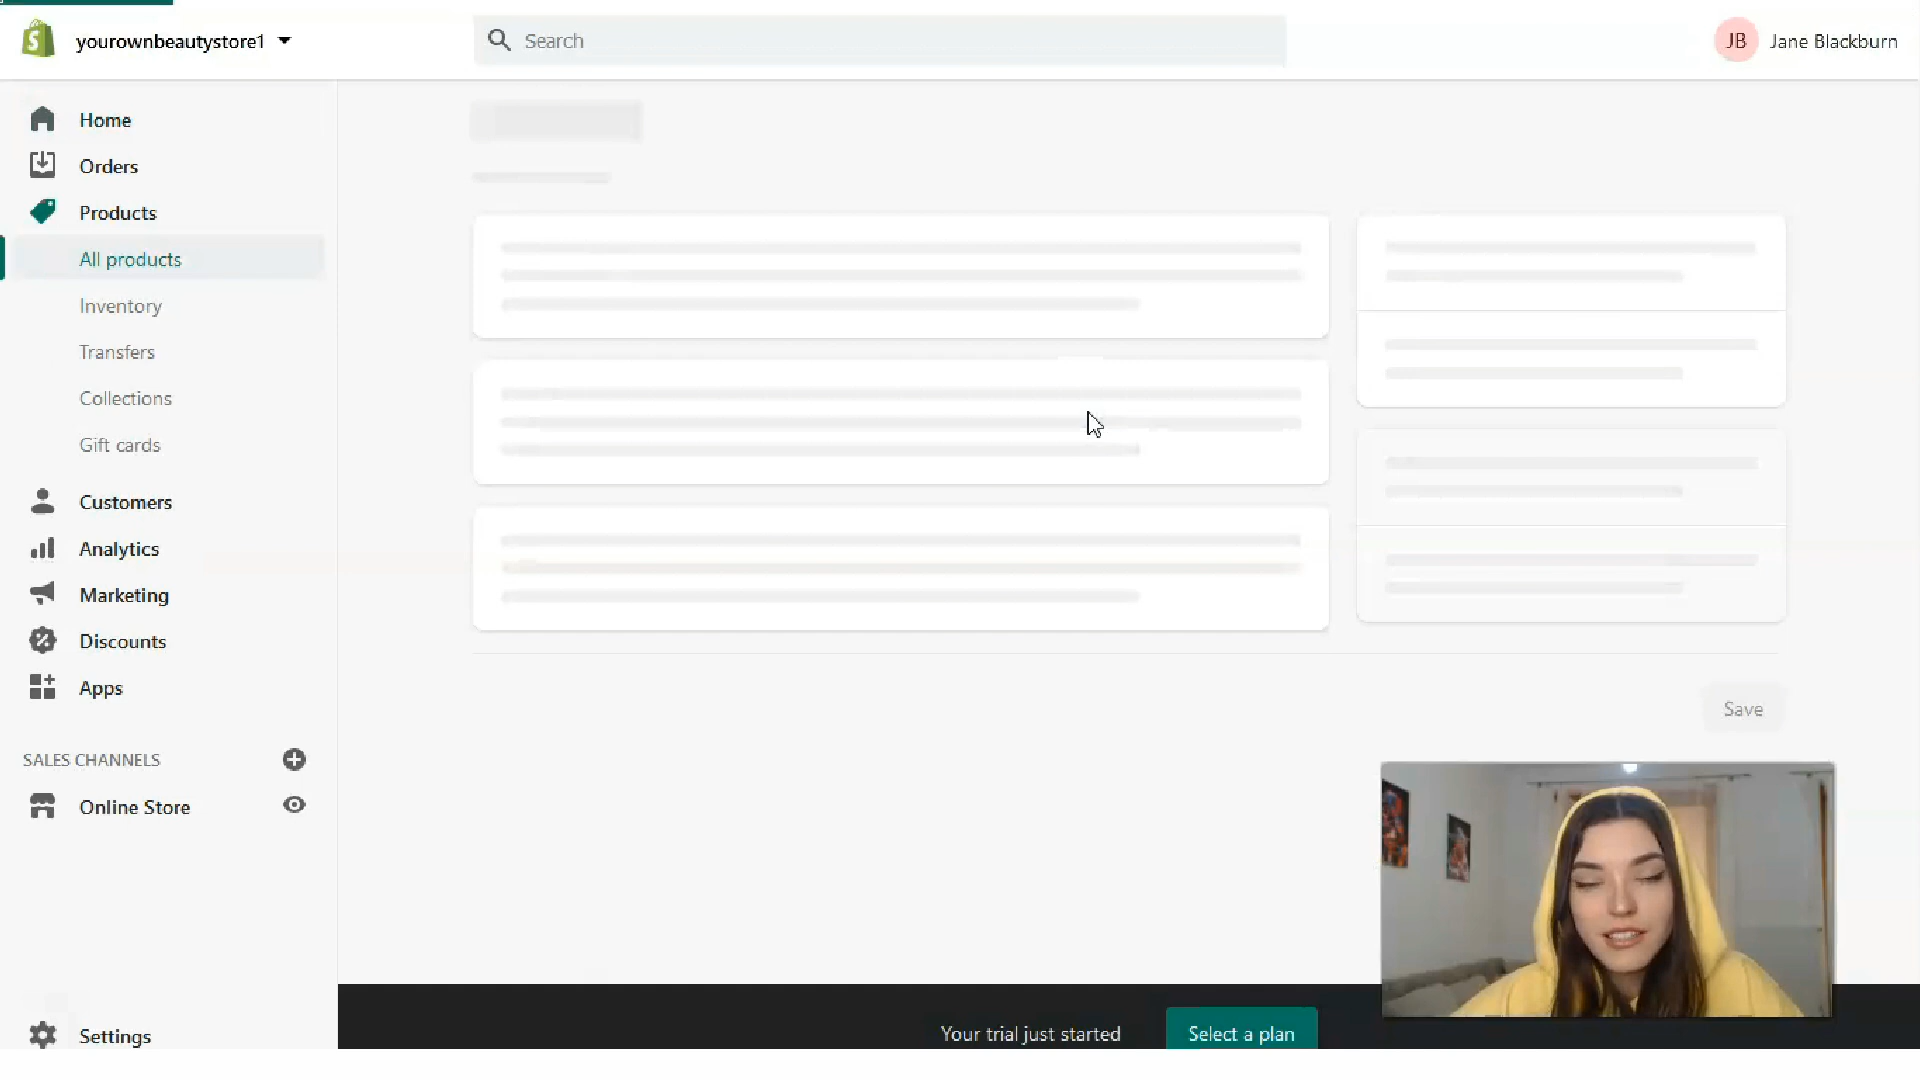 yourownbeautystore1
Search
JB
Jane Blackburn
Home
Orders
Products
All products
Inventory
Transfers
Collections
Gift cards
Customers
Analytics
Marketing
Discounts
Apps
SALES CHANNELS
Online Store
Settings
Save
Your trial just started
Select a plan